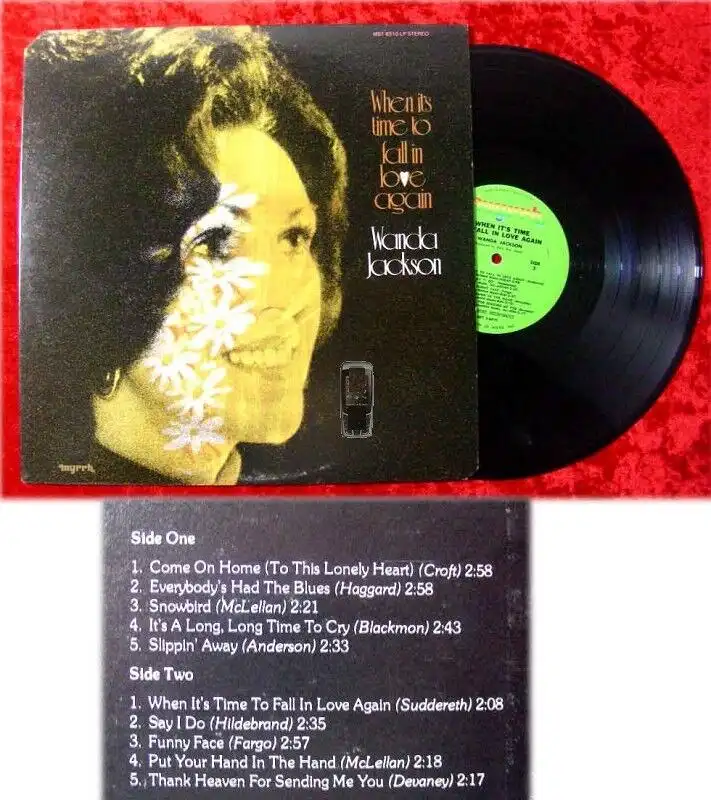 MST-6510-LP STEREO
When its
time to
fall in
love
again
Wanda
Jackson
myrrh
WHEN IT'S TIME
FALL IN LOVE AGAIN
WANDA JACKSON
SIDE
2
Side One
1. Come On Home (To This Lonely Heart) (Croft) 2:58
2. Everybody's Had The Blues (Haggard) 2:58
3. Snowbird (McLellan) 2:21
4. It's A Long, Long Time To Cry (Blackmon) 2:43
5. Slippin' Away (Anderson) 2:33
Side Two
1. When It's Time To Fall In Love Again (Suddereth) 2:08
2. Say I Do (Hildebrand) 2:35
3. Funny Face (Fargo) 2:57
4. Put Your Hand In The Hand (McLellan) 2:18
5. Thank Heaven For Sending Me You (Devaney) 2:17